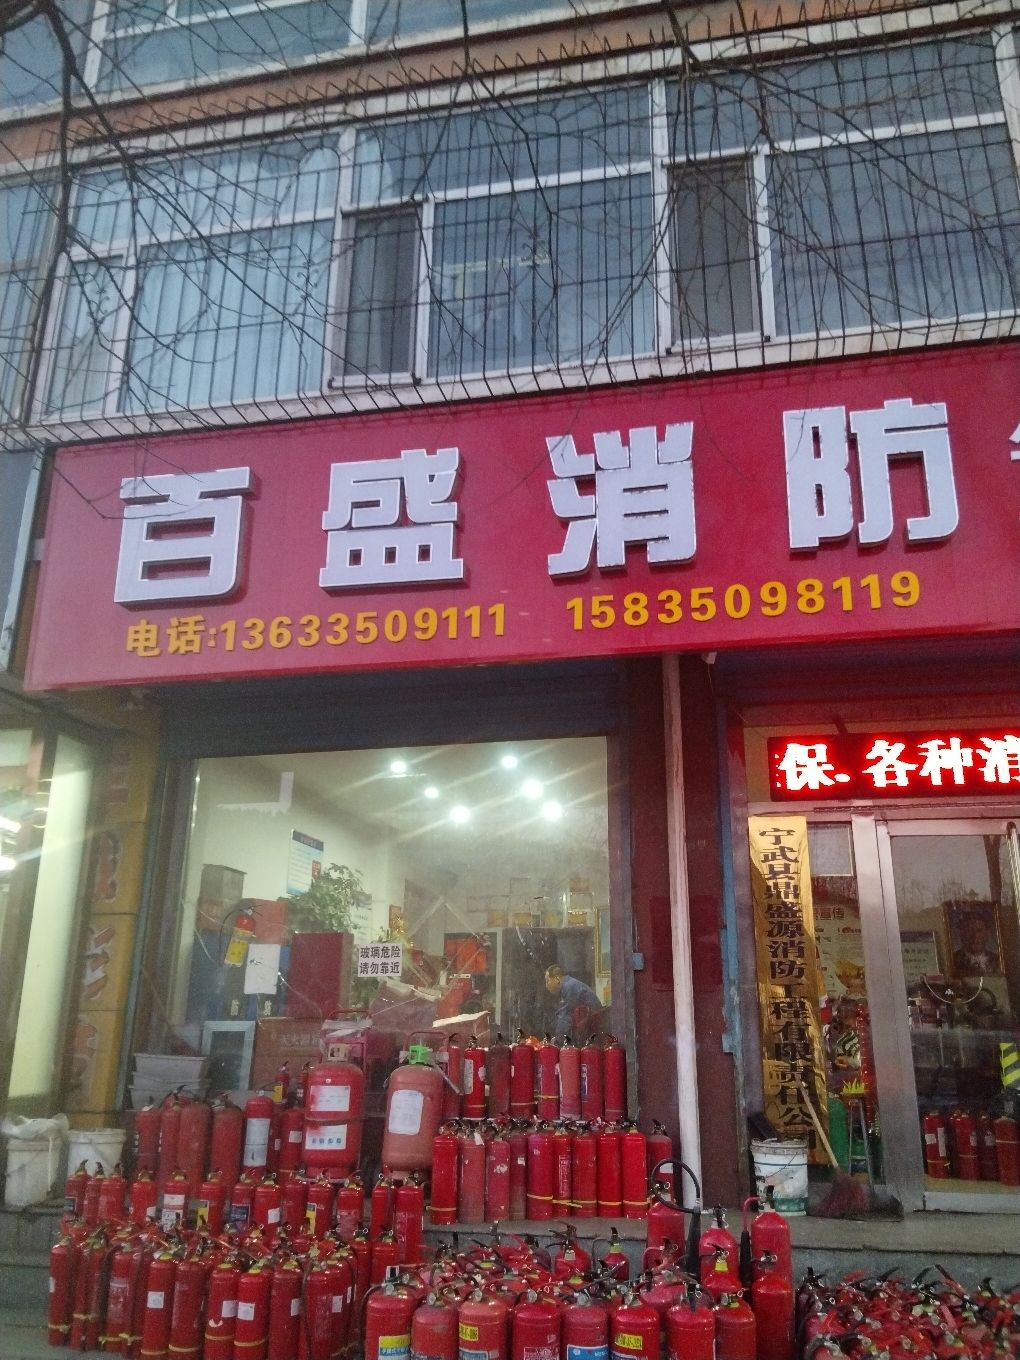 百盛消防
电话:13633509111 15835098119
保.各种消
宁武县鼎盛源消防工程有限责任公司
玻璃危险
请勿靠近